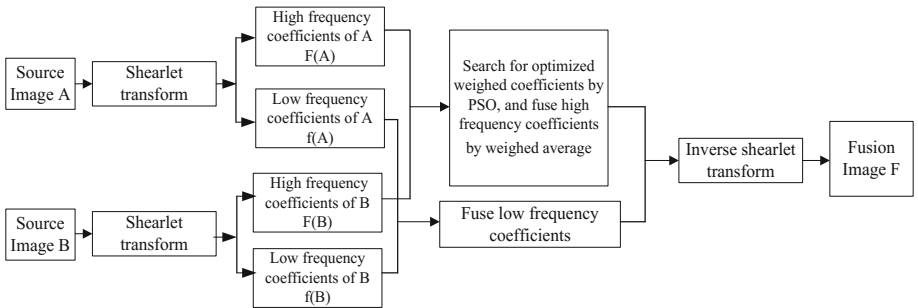 Source
Image A
Shearlet
transform
High frequency
coefficients of A
F(A)
Low frequency
coefficients of A
f(A)
Source
Image B
Shearlet
transform
High frequency
coefficients of B
F(B)
Low frequency
coefficients of B
f(B)
Search for optimized
weighed coefficients by
PSO, and fuse high
frequency coefficients
by weighed average
Fuse low frequency
coefficients
Inverse shearlet
transform
Fusion
Image F